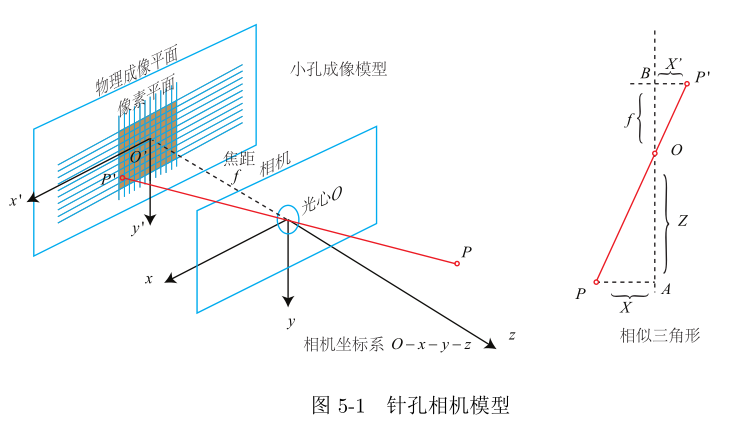 小孔成像模型
物理成像平面
像素平面
O'
P'
x'
y'
焦距
f
相机
光心O
P
x
y
z
相机坐标系 O-x-y-z
B
X'
P'
f
O
Z
P
X
A
相似三角形
图 5-1 针孔相机模型